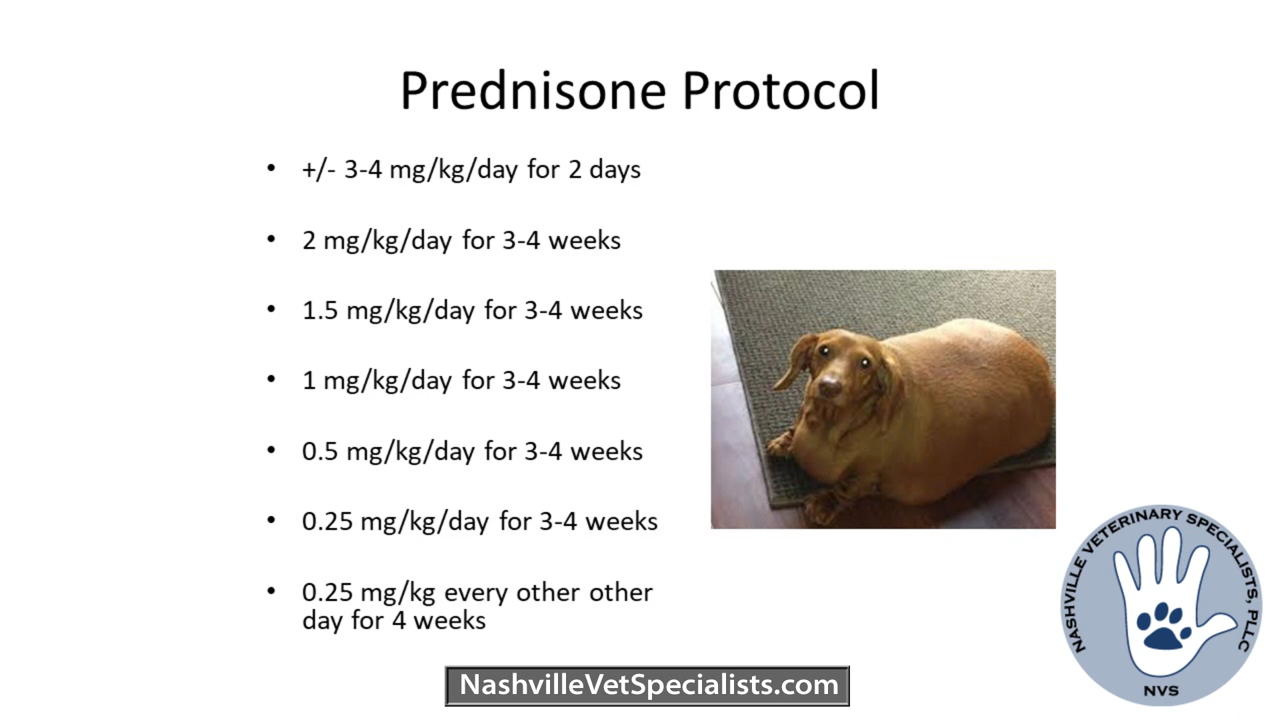 Prednisone Protocol
• +/- 3-4 mg/kg/day for 2 days
• 2 mg/kg/day for 3-4 weeks
• 1.5 mg/kg/day for 3-4 weeks
• 1 mg/kg/day for 3-4 weeks
• 0.5 mg/kg/day for 3-4 weeks
• 0.25 mg/kg/day for 3-4 weeks
• 0.25 mg/kg every other other
day for 4 weeks
NASHVILLE VETERINARY SPECIALISTS, PLLC
NVS
NashvilleVetSpecialists.com